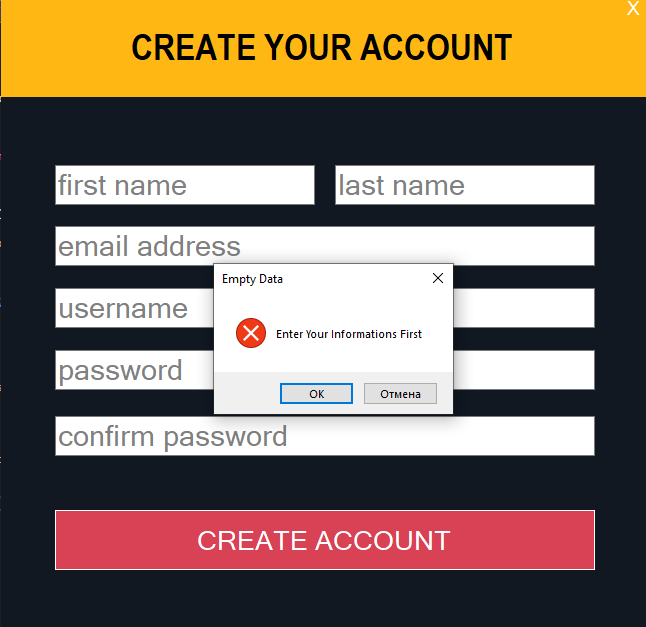 X
CREATE YOUR ACCOUNT
first name last name
email address
Empty Data
username
Enter Your Informations First
password
OK Отмена
confirm password
CREATE ACCOUNT